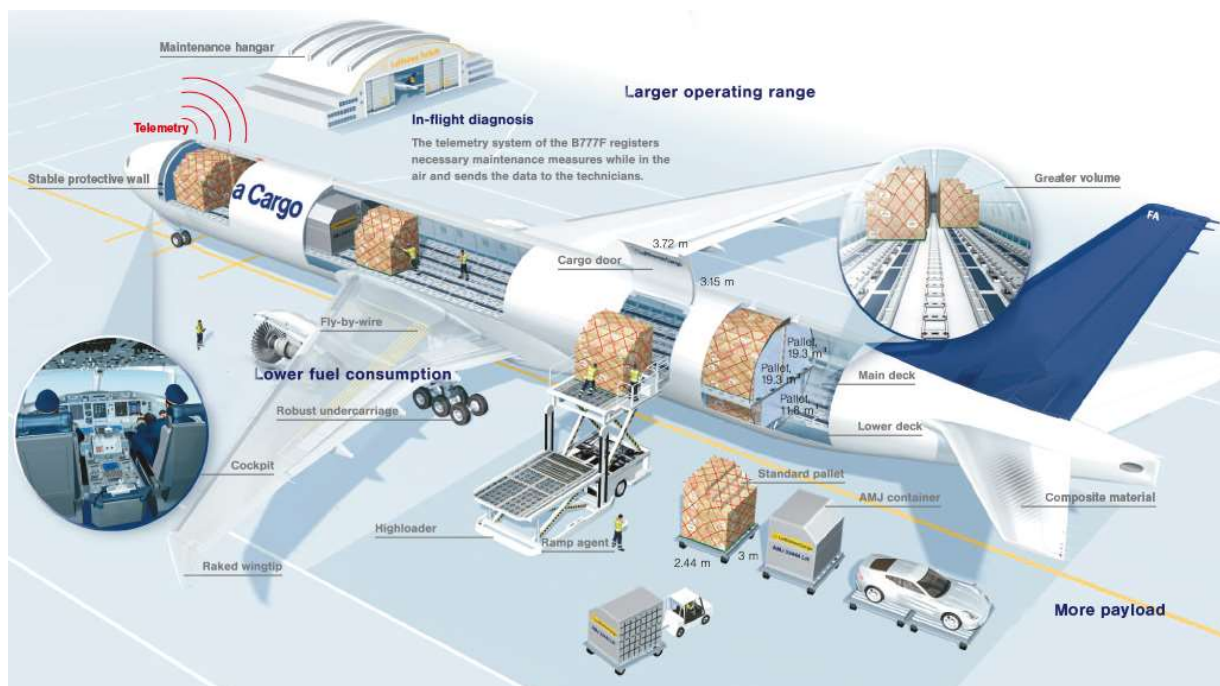 Maintenance hangar
Lufthansa Technik
Larger operating range
Telemetry
In-flight diagnosis
The telemetry system of the B777F registers
necessary maintenance measures while in the
air and sends the data to the technicians.
Stable protective wall
a Cargo
Greater volume
FA
3.72 m
Cargo door
3.15 m
Fly-by-wire
Pallet,
19.3 m³
Pallet,
19.3 m³
Pallet,
11.8 m³
Main deck
Lower fuel consumption
Robust undercarriage
Lower deck
Cockpit
Standard pallet
AMJ container
Composite material
Highloader
Ramp agent
2.44 m
3 m
Raked wingtip
More payload